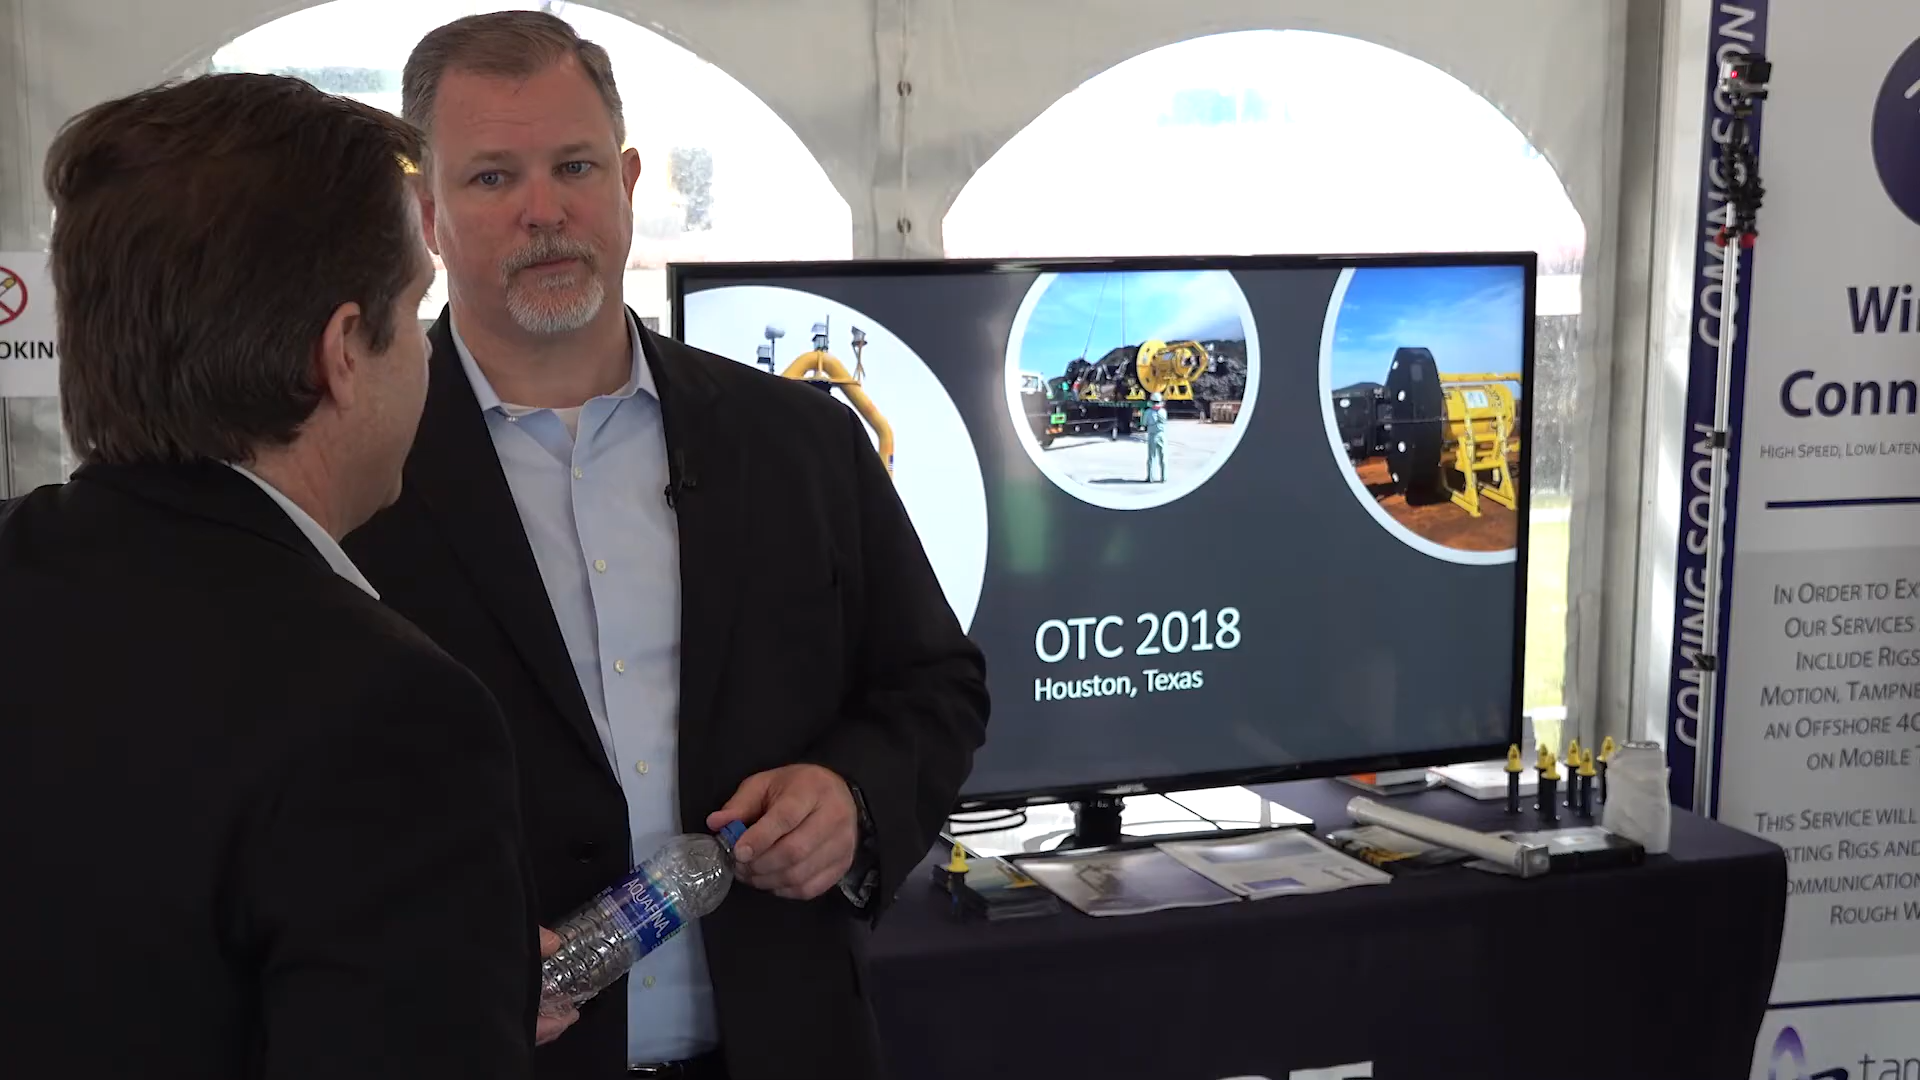 OKIN
AQUAFINA
OTC 2018
Houston, Texas
COMING SOON
COMING SOON
Wi
Conn
HIGH SPEED, LOW LATEN
IN ORDER TO EX
OUR SERVICES
INCLUDE RIGS
MOTION, TAMPNE
AN OFFSHORE 4G
ON MOBILE
THIS SERVICE WILL
ATING RIGS AND
OMMUNICATION
ROUGH W
tam